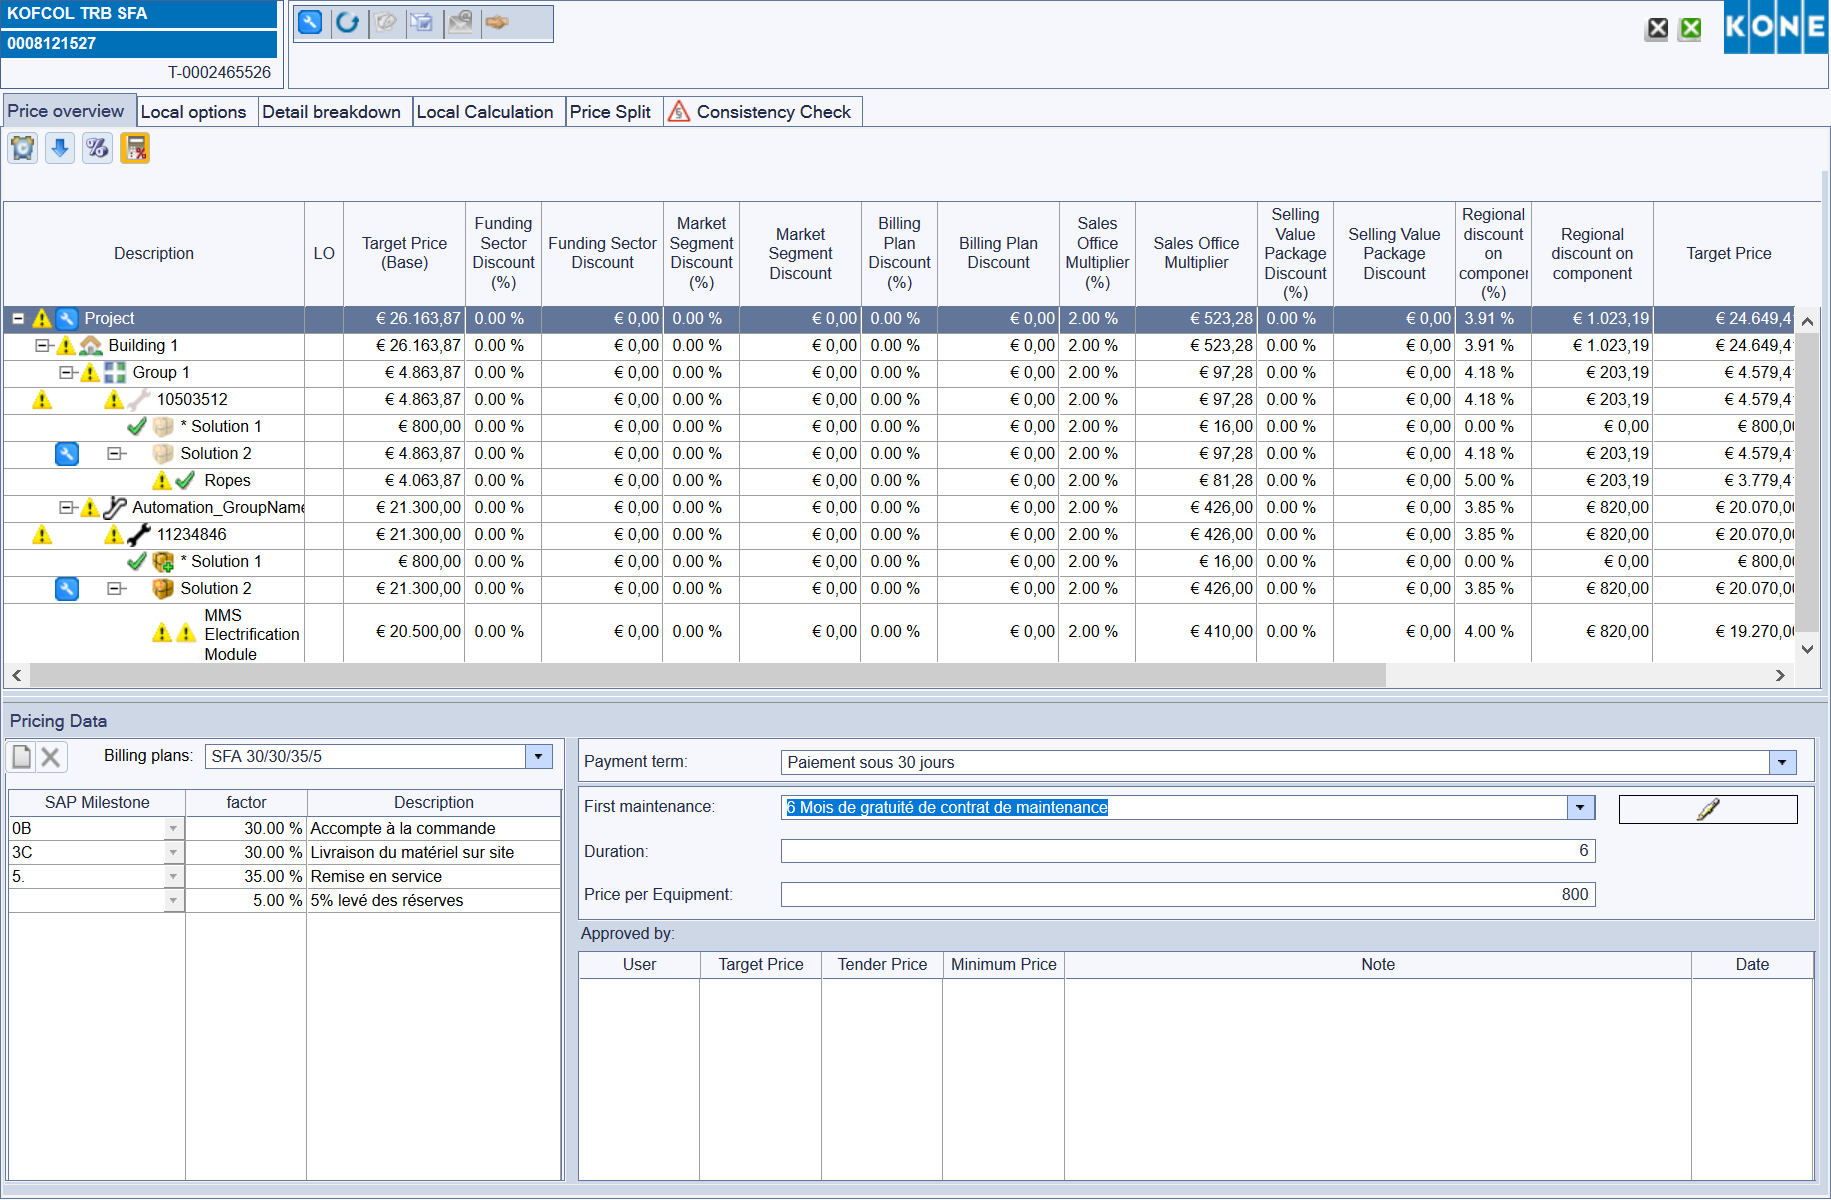 KOFCOL TRB SFA
0008121527
T-0002465526
KONE
Price overview Local options Detail breakdown Local Calculation Price Split Consistency Check
Description LO Target Price (Base) Funding Sector Discount (%) Funding Sector Discount Market Segment Discount (%) Market Segment Discount Billing Plan Discount (%) Billing Plan Discount Sales Office Multiplier (%) Sales Office Multiplier Selling Value Package Discount (%) Selling Value Package Discount Regional discount on componer (%) Regional discount on component Target Price
Project € 26.163,87 0.00 % € 0,00 0.00 % € 0,00 0.00 % € 0,00 2.00 % € 523,28 0.00 % € 0,00 3.91 % € 1.023,19 € 24.649,4
Building 1 € 26.163,87 0.00 % € 0,00 0.00 % € 0,00 0.00 % € 0,00 2.00 % € 523,28 0.00 % € 0,00 3.91 % € 1.023,19 € 24.649,4
Group 1 € 4.863,87 0.00 % € 0,00 0.00 % € 0,00 0.00 % € 0,00 2.00 % € 97,28 0.00 % € 0,00 4.18 % € 203,19 € 4.579,4
10503512 € 4.863,87 0.00 % € 0,00 0.00 % € 0,00 0.00 % € 0,00 2.00 % € 97,28 0.00 % € 0,00 4.18 % € 203,19 € 4.579,4
* Solution 1 € 800,00 0.00 % € 0,00 0.00 % € 0,00 0.00 % € 0,00 2.00 % € 16,00 0.00 % € 0,00 0.00 % € 0,00 € 800,0
Solution 2 € 4.863,87 0.00 % € 0,00 0.00 % € 0,00 0.00 % € 0,00 2.00 % € 97,28 0.00 % € 0,00 4.18 % € 203,19 € 4.579,4
Ropes € 4.063,87 0.00 % € 0,00 0.00 % € 0,00 0.00 % € 0,00 2.00 % € 81,28 0.00 % € 0,00 5.00 % € 203,19 € 3.779,4
Automation_GroupName € 21.300,00 0.00 % € 0,00 0.00 % € 0,00 0.00 % € 0,00 2.00 % € 426,00 0.00 % € 0,00 3.85 % € 820,00 € 20.070,0
11234846 € 21.300,00 0.00 % € 0,00 0.00 % € 0,00 0.00 % € 0,00 2.00 % € 426,00 0.00 % € 0,00 3.85 % € 820,00 € 20.070,0
* Solution 1 € 800,00 0.00 % € 0,00 0.00 % € 0,00 0.00 % € 0,00 2.00 % € 16,00 0.00 % € 0,00 0.00 % € 0,00 € 800,0
Solution 2 € 21.300,00 0.00 % € 0,00 0.00 % € 0,00 0.00 % € 0,00 2.00 % € 426,00 0.00 % € 0,00 3.85 % € 820,00 € 20.070,0
MMS Electrification Module € 20.500,00 0.00 % € 0,00 0.00 % € 0,00 0.00 % € 0,00 2.00 % € 410,00 0.00 % € 0,00 4.00 % € 820,00 € 19.270,0
Pricing Data
Billing plans: SFA 30/30/35/5
SAP Milestone factor Description
0B 30.00 % Accompte à la commande
3C 30.00 % Livraison du matériel sur site
5. 35.00 % Remise en service
5.00 % 5% levé des réserves
Payment term: Paiement sous 30 jours
First maintenance: 6 Mois de gratuité de contrat de maintenance
Duration: 6
Price per Equipment: 800
Approved by:
User Target Price Tender Price Minimum Price Note Date